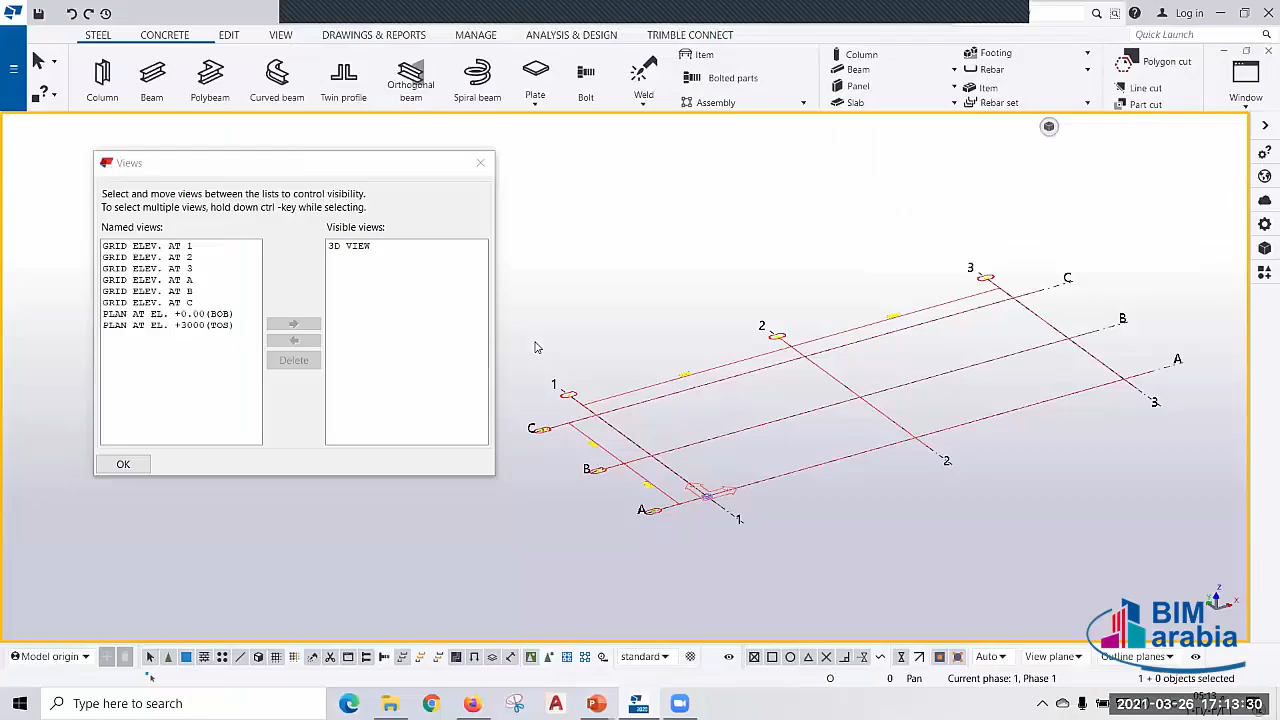 Log in
STEEL CONCRETE EDIT VIEW DRAWINGS & REPORTS MANAGE ANALYSIS & DESIGN TRIMBLE CONNECT
Quick Launch
Column
Beam
Polybeam
Curved beam
Twin profile
Orthogonal
beam
Spiral beam
Plate
Bolt
Weld
Item
Bolted parts
Assembly
Column
Beam
Panel
Slab
Footing
Rebar
Item
Rebar set
Polygon cut
Line cut
Part cut
Window
Views
Select and move views between the lists to control visibility.
To select multiple views, hold down ctrl -key while selecting.
Named views:
Visible views:
GRID ELEV. AT 1
GRID ELEV. AT 2
GRID ELEV. AT 3
GRID ELEV. AT A
GRID ELEV. AT B
GRID ELEV. AT C
PLAN AT EL. +0.00(BOB)
PLAN AT EL. +3000(TOS)
3D VIEW
Delete
OK
3
C
2
B
1
A
3
C
B
2
A
1
Z
X
BIM
arabia
Model origin
standard
Auto
View plane
Outline planes
O
0
Pan
Current phase: 1, Phase 1
1 + 0 objects selected
Type here to search
2021-03-26 17:13:30